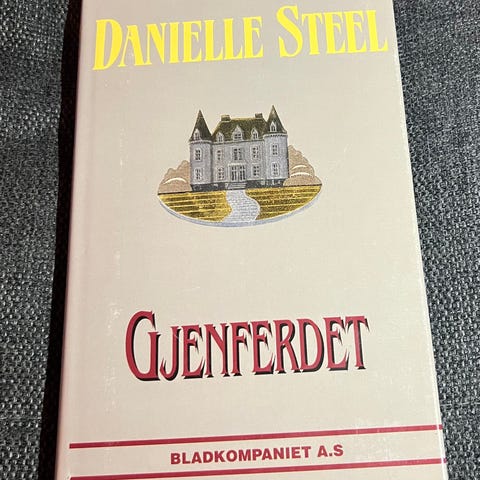 DANIELLE STEEL
GJENFERDET
BLADKOMPANIET A.S